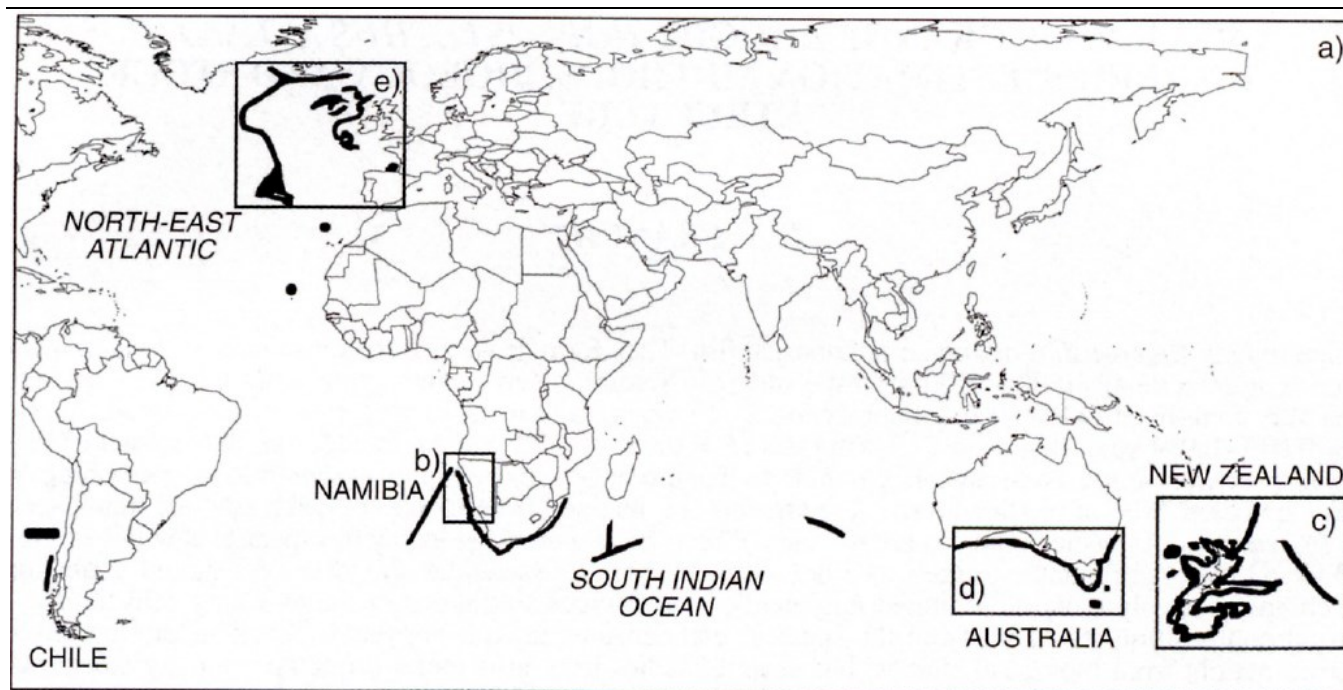 a)
e)
NORTH-EAST
ATLANTIC
b)
NAMIBIA
NEW ZEALAND
c)
SOUTH INDIAN
OCEAN
d)
AUSTRALIA
CHILE